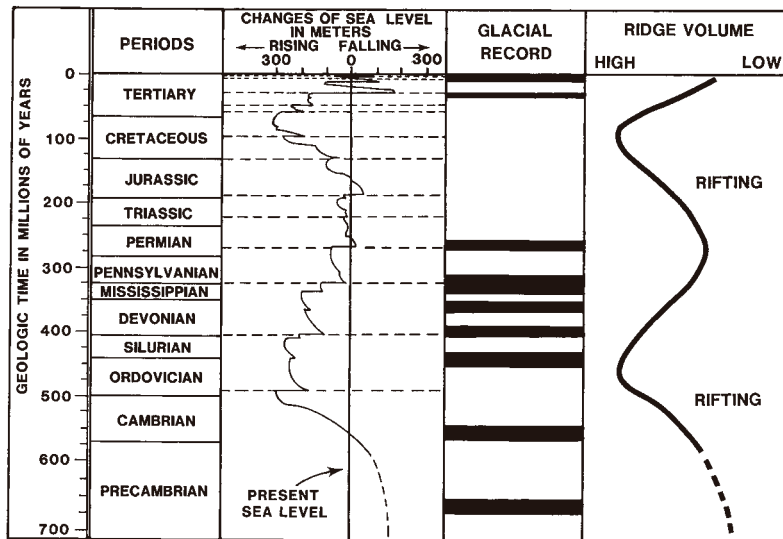 GEOLOGIC TIME IN MILLIONS OF YEARS
0
100
200
300
400
500
600
700
PERIODS
TERTIARY
CRETACEOUS
JURASSIC
TRIASSIC
PERMIAN
PENNSYLVANIAN
MISSISSIPPIAN
DEVONIAN
SILURIAN
ORDOVICIAN
CAMBRIAN
PRECAMBRIAN
CHANGES OF SEA LEVEL
IN METERS
RISING FALLING
300 0 300
PRESENT
SEA LEVEL
GLACIAL
RECORD
RIDGE VOLUME
HIGH LOW
RIFTING
RIFTING